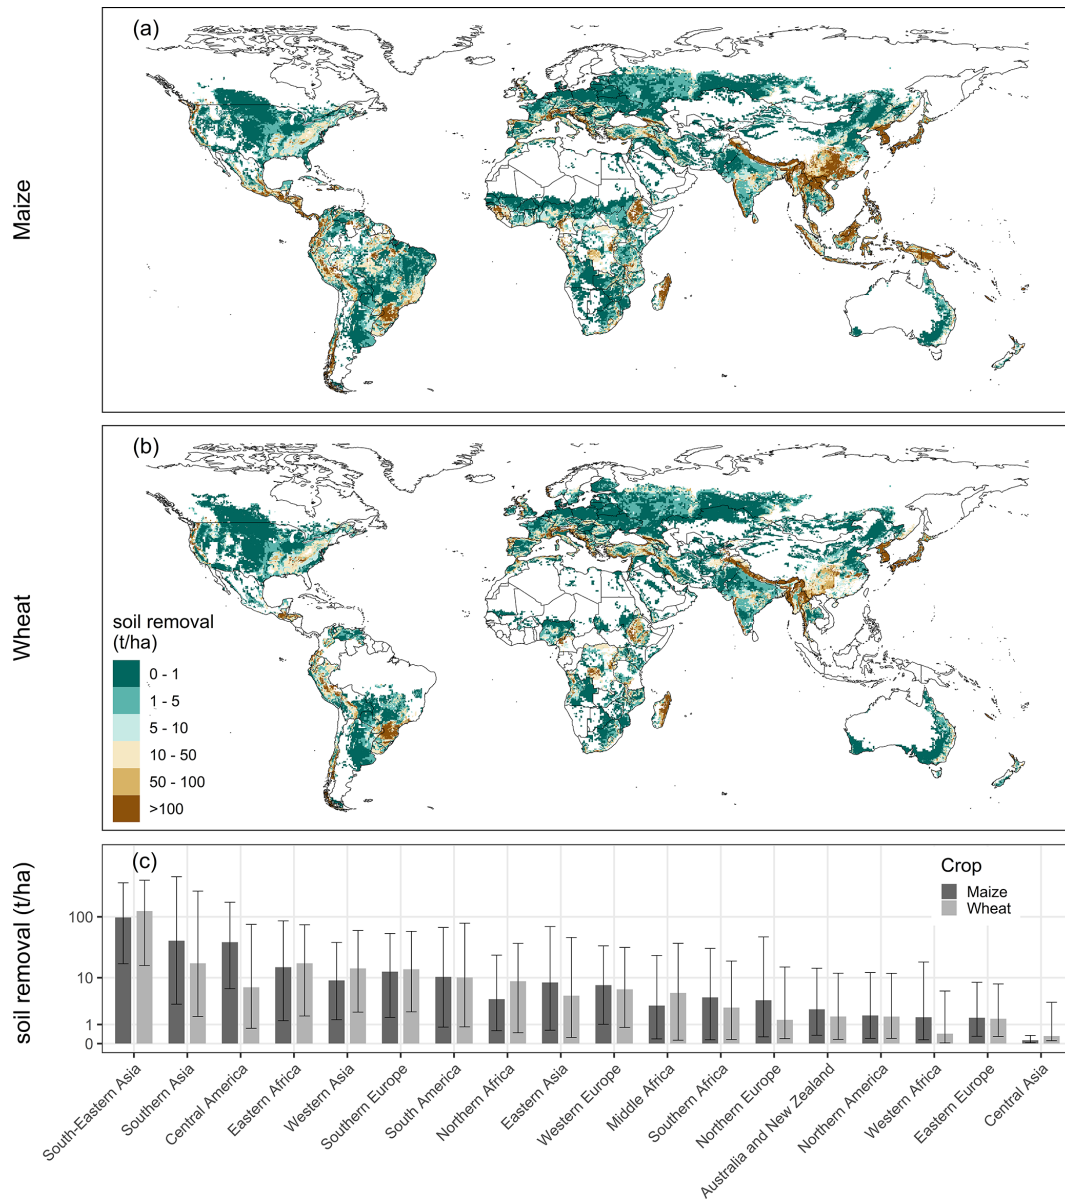 (a)
Maize
(b)
Wheat
soil removal
(t/ha)
0 - 1
1 - 5
5 - 10
10 - 50
50 - 100
>100
(c)
soil removal (t/ha)
100
10
1
0
Crop
Maize
Wheat
South-Eastern Asia
Southern Asia
Central America
Eastern Africa
Western Asia
Southern Europe
South America
Northern Africa
Eastern Asia
Western Europe
Middle Africa
Southern Africa
Northern Europe
Australia and New Zealand
Northern America
Western Africa
Eastern Europe
Central Asia